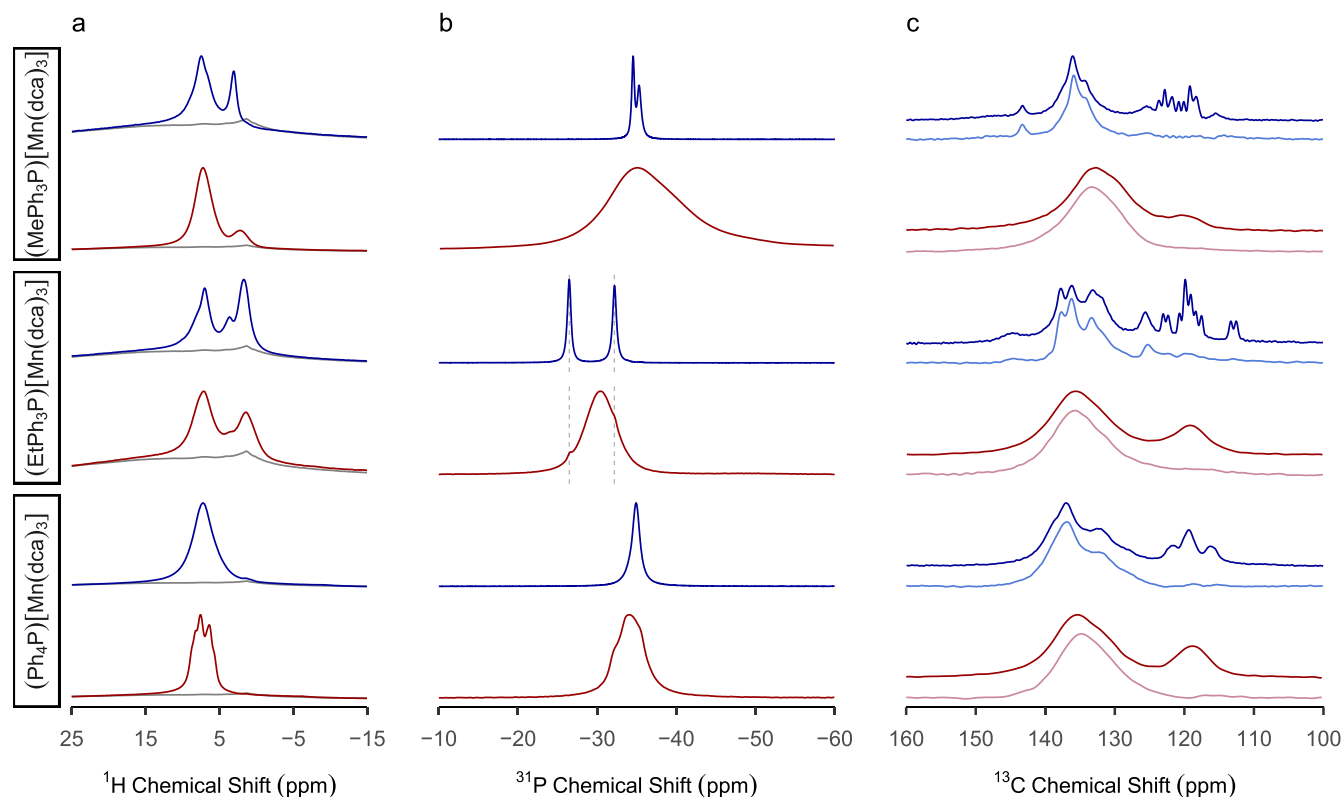 a b c
(MePh₃P)[Mn(dca)₃]
(EtPh₃P)[Mn(dca)₃]
(Ph₄P)[Mn(dca)₃]
25 15 5 −5 −15
−10 −20 −30 −40 −50 −60
160 150 140 130 120 110 100
¹H Chemical Shift (ppm)
³¹P Chemical Shift (ppm)
¹³C Chemical Shift (ppm)